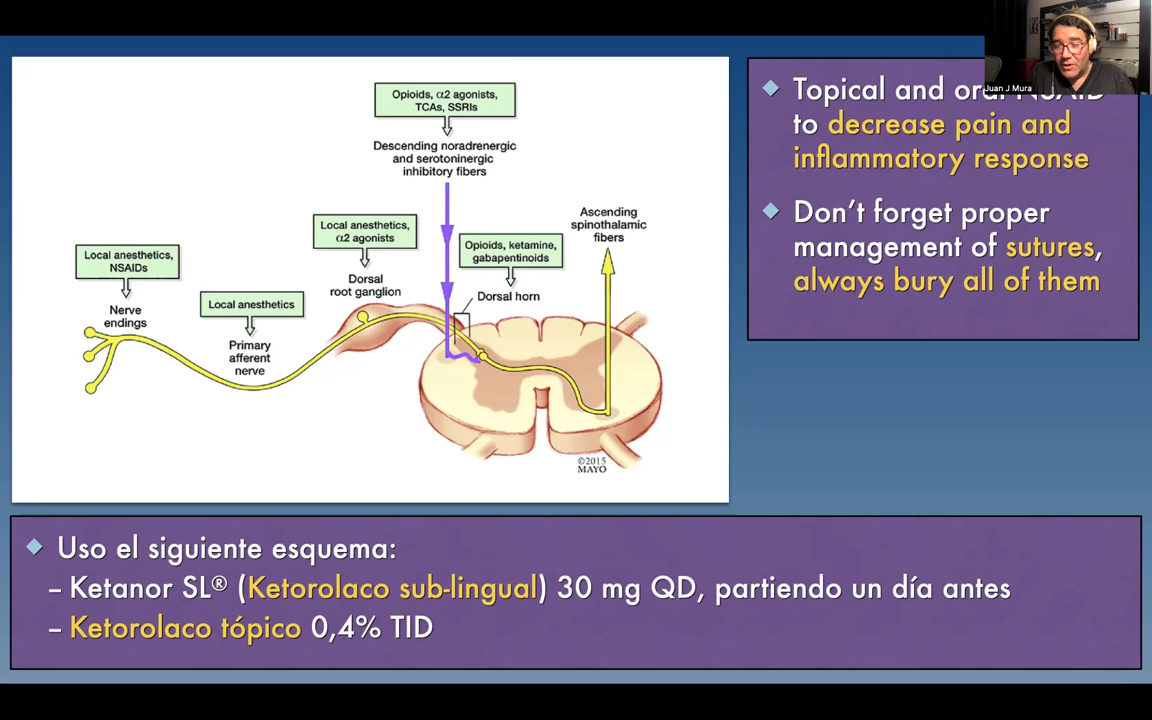 Opioids, α2 agonists,
TCAs, SSRIs
Descending noradrenergic
and serotoninergic
inhibitory fibers
Ascending
spinothalamic
fibers
Local anesthetics,
α2 agonists
Opioids, ketamine,
gabapentinoids
Local anesthetics,
NSAIDs
Dorsal
root ganglion
Dorsal horn
Local anesthetics
Nerve
endings
Primary
afferent
nerve
©2015
MAYO
Juan J Mura
Topical and oral NSAID
to decrease pain and
inflammatory response
Don’t forget proper
management of sutures,
always bury all of them
Uso el siguiente esquema:
– Ketanor SL® (Ketorolaco sub-lingual) 30 mg QD, partiendo un día antes
– Ketorolaco tópico 0,4% TID